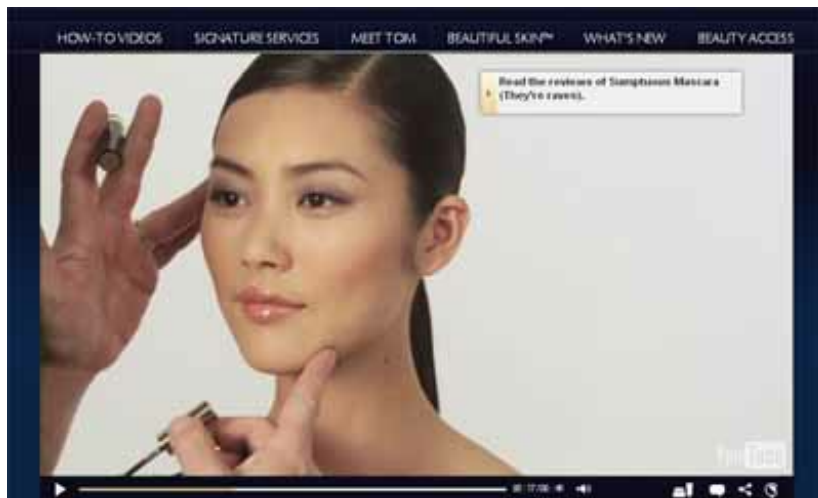 HOW-TO VIDEOS SIGNATURE SERVICES MEET TOM BEAUTIFUL SKIN™ WHAT'S NEW BEAUTY ACCESS
Read the reviews of Sumptuous Mascara
(They're raves).
YouTube